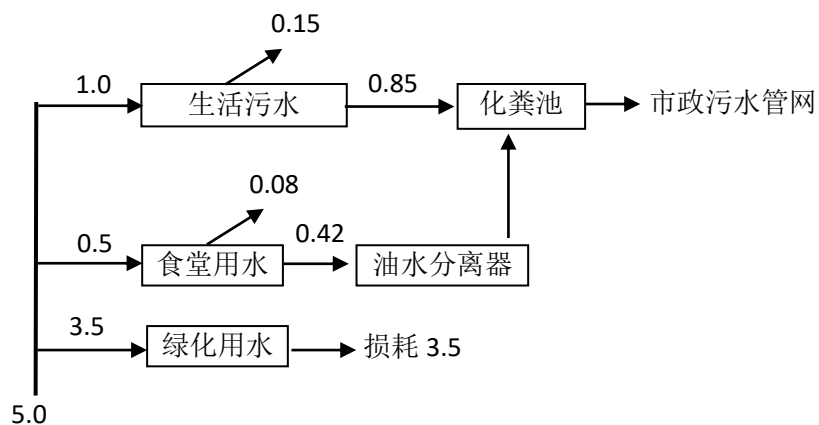 0.15
1.0
生活污水
0.85
化粪池
市政污水管网
0.08
0.5
食堂用水
0.42
油水分离器
3.5
绿化用水
损耗 3.5
5.0